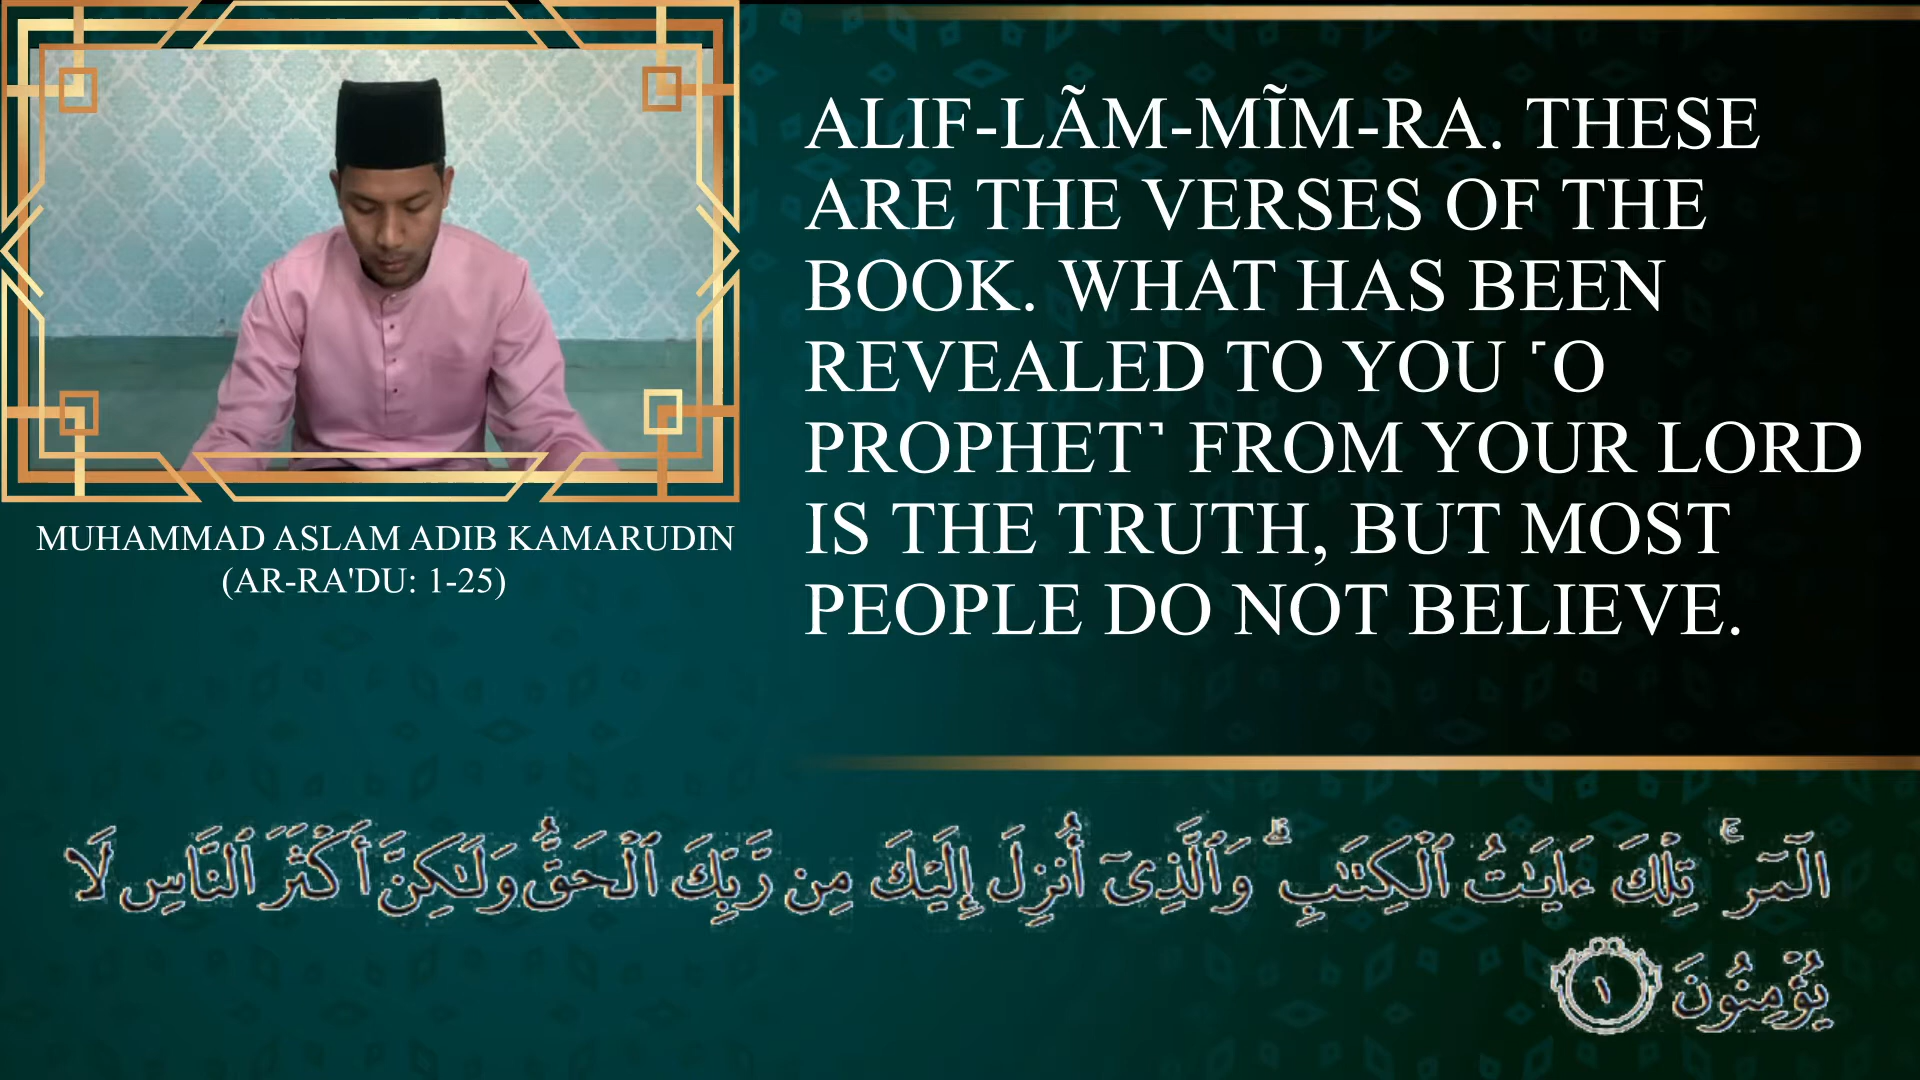 ALIF-LÃM-MĨM-RA. THESE
ARE THE VERSES OF THE
BOOK. WHAT HAS BEEN
REVEALED TO YOU ˹O
PROPHET˺ FROM YOUR LORD
IS THE TRUTH, BUT MOST
PEOPLE DO NOT BELIEVE.
MUHAMMAD ASLAM ADIB KAMARUDIN
(AR-RA'DU: 1-25)
الٓمٓر ۚ تِلْكَ ءَايَـٰتُ ٱلْكِتَـٰبِ ۗ وَٱلَّذِىٓ أُنزِلَ إِلَيْكَ مِن رَّبِّكَ ٱلْحَقُّ وَلَـٰكِنَّ أَكْثَرَ ٱلنَّاسِ لَا
يُؤْمِنُونَ ١